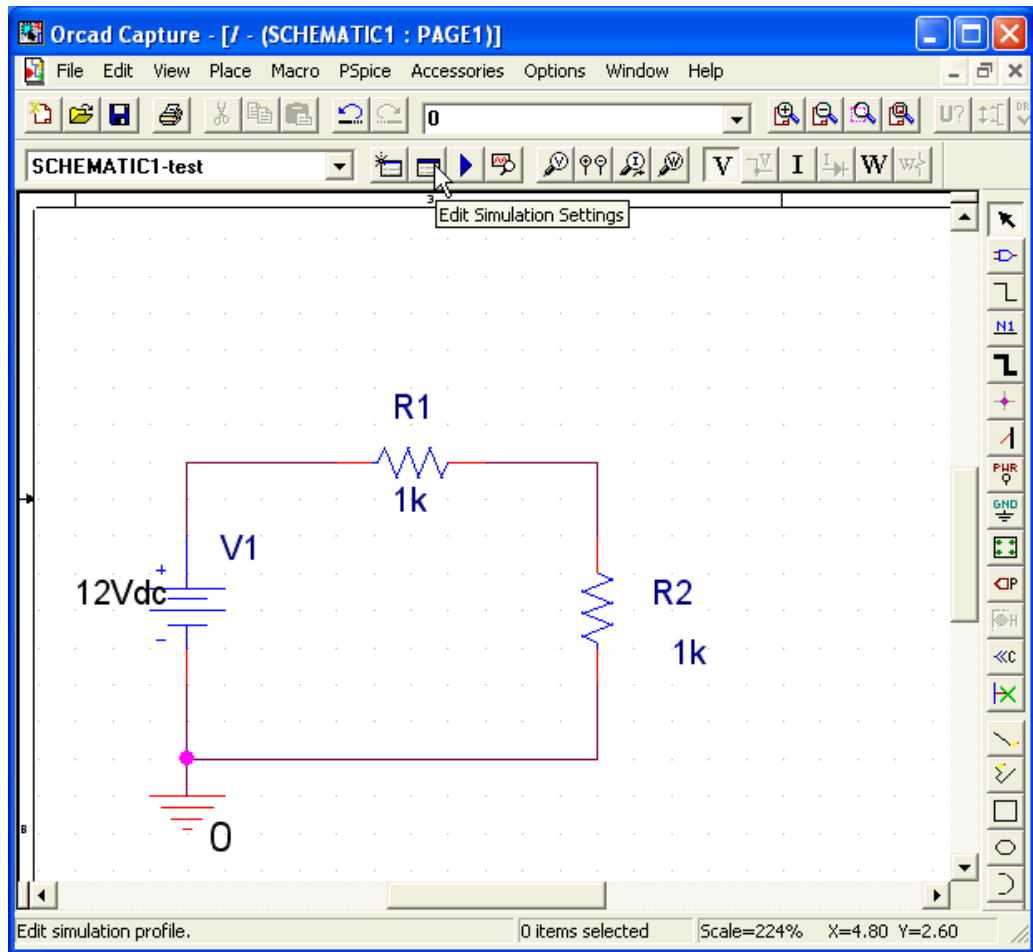 Orcad Capture - [/ - (SCHEMATIC1 : PAGE1)]
File Edit View Place Macro PSpice Accessories Options Window Help
0
U?
SCHEMATIC1-test
V I W
3
Edit Simulation Settings
N1
R1
PWR
1k
GND
V1
+
12Vdc
R2
P
-
H
1k
«C
B
0
Edit simulation profile. 0 items selected Scale=224% X=4.80 Y=2.60